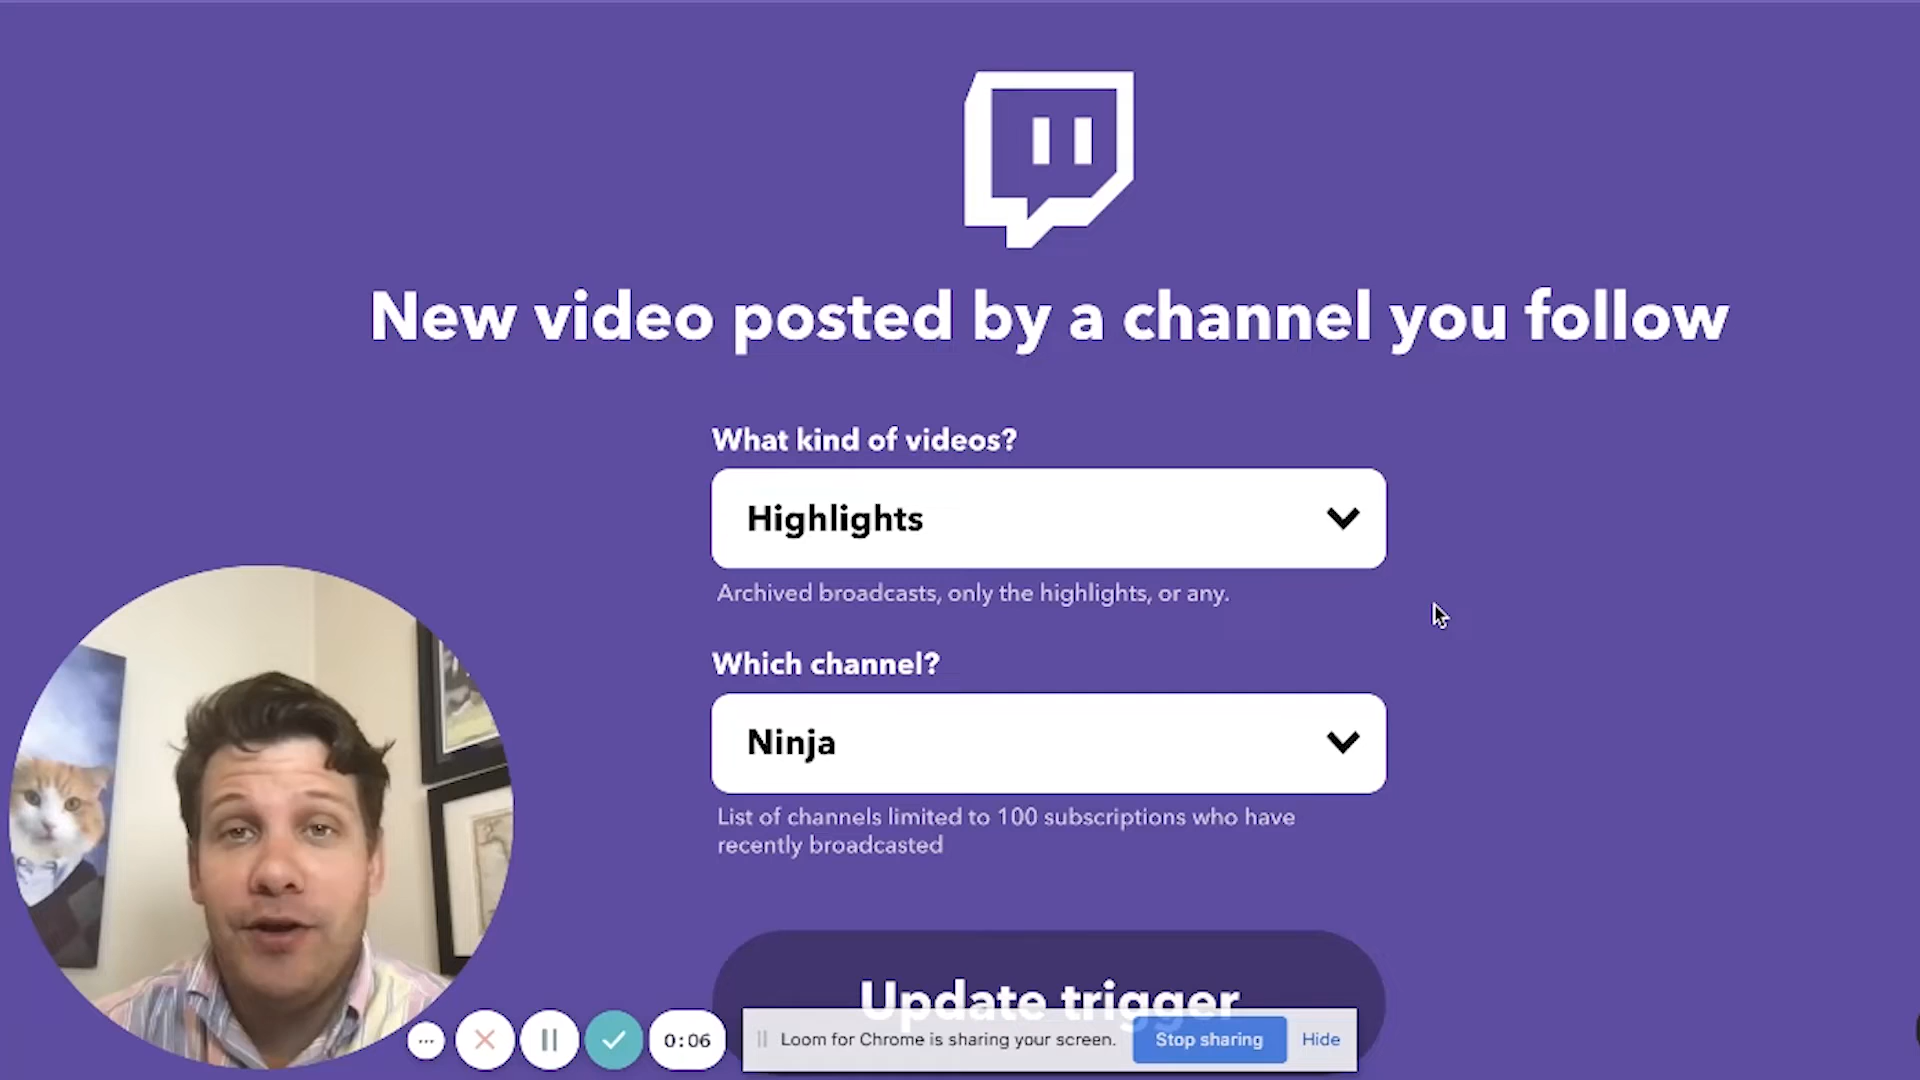 New video posted by a channel you follow
What kind of videos?
Highlights
Archived broadcasts, only the highlights, or any.
Which channel?
Ninja
List of channels limited to 100 subscriptions who have
recently broadcasted
Update trigger
0:06
Loom for Chrome is sharing your screen.
Stop sharing
Hide